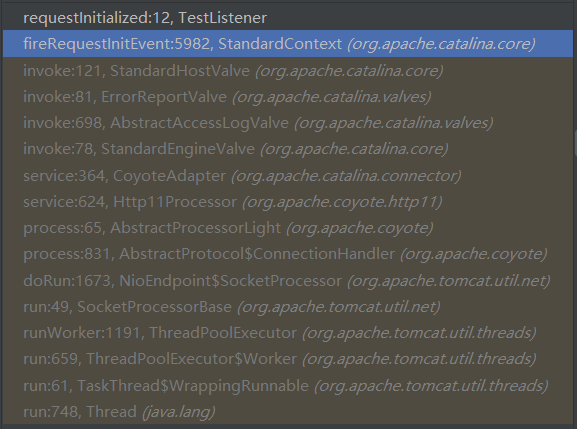 requestInitialized:12, TestListener
fireRequestInitEvent:5982, StandardContext (org.apache.catalina.core)
invoke:121, StandardHostValve (org.apache.catalina.core)
invoke:81, ErrorReportValve (org.apache.catalina.valves)
invoke:698, AbstractAccessLogValve (org.apache.catalina.valves)
invoke:78, StandardEngineValve (org.apache.catalina.core)
service:364, CoyoteAdapter (org.apache.catalina.connector)
service:624, Http11Processor (org.apache.coyote.http11)
process:65, AbstractProcessorLight (org.apache.coyote)
process:831, AbstractProtocol$ConnectionHandler (org.apache.coyote)
doRun:1673, NioEndpoint$SocketProcessor (org.apache.tomcat.util.net)
run:49, SocketProcessorBase (org.apache.tomcat.util.net)
runWorker:1191, ThreadPoolExecutor (org.apache.tomcat.util.threads)
run:659, ThreadPoolExecutor$Worker (org.apache.tomcat.util.threads)
run:61, TaskThread$WrappingRunnable (org.apache.tomcat.util.threads)
run:748, Thread (java.lang)